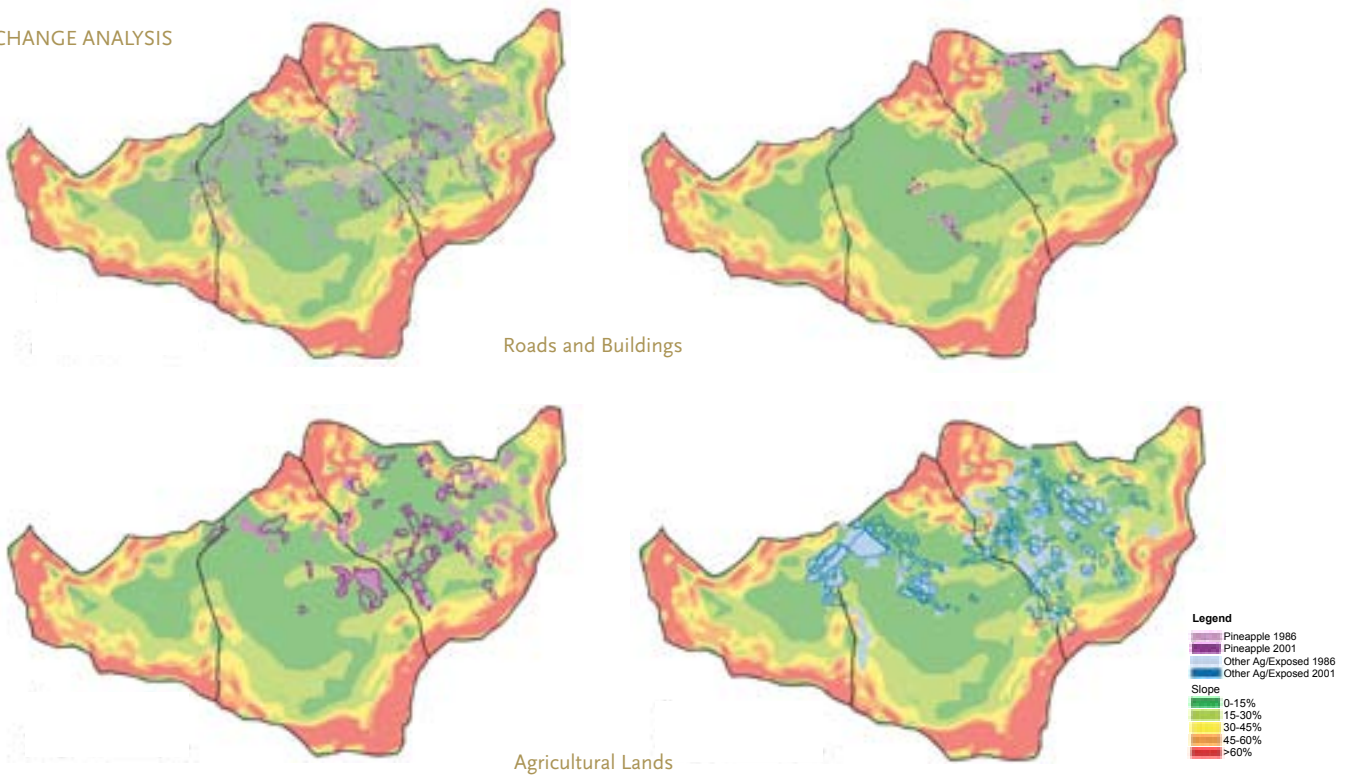 CHANGE ANALYSIS
Roads and Buildings
Legend
Pineapple 1986
Pineapple 2001
Other Ag/Exposed 1986
Other Ag/Exposed 2001
Slope
0-15%
15-30%
30-45%
45-60%
>60%
Agricultural Lands